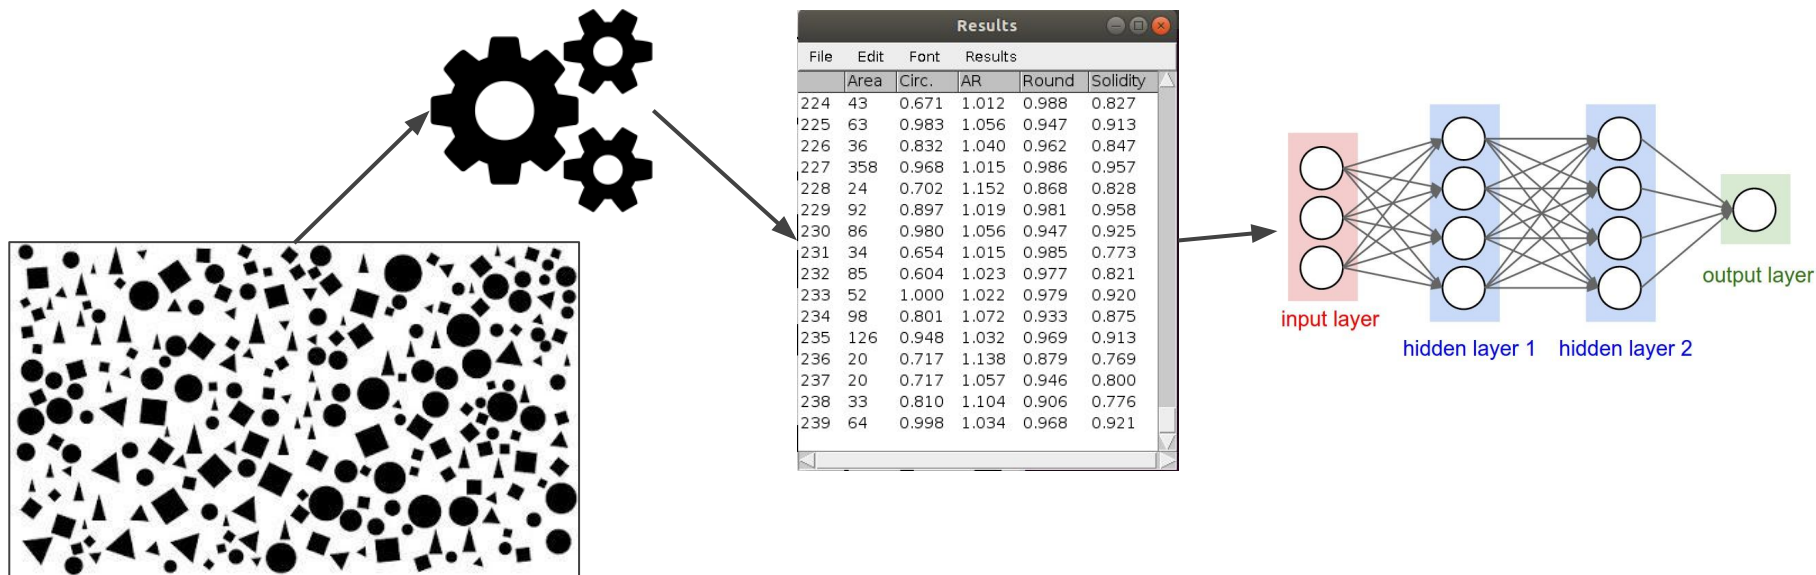 Results
File Edit Font Results
Area Circ. AR Round Solidity
224 43 0.671 1.012 0.988 0.827
225 63 0.983 1.056 0.947 0.913
226 36 0.832 1.040 0.962 0.847
227 358 0.968 1.015 0.986 0.957
228 24 0.702 1.152 0.868 0.828
229 92 0.897 1.019 0.981 0.958
230 86 0.980 1.056 0.947 0.925
231 34 0.654 1.015 0.985 0.773
232 85 0.604 1.023 0.977 0.821
233 52 1.000 1.022 0.979 0.920
234 98 0.801 1.072 0.933 0.875
235 126 0.948 1.032 0.969 0.913
236 20 0.717 1.138 0.879 0.769
237 20 0.717 1.057 0.946 0.800
238 33 0.810 1.104 0.906 0.776
239 64 0.998 1.034 0.968 0.921
input layer
hidden layer 1
hidden layer 2
output layer